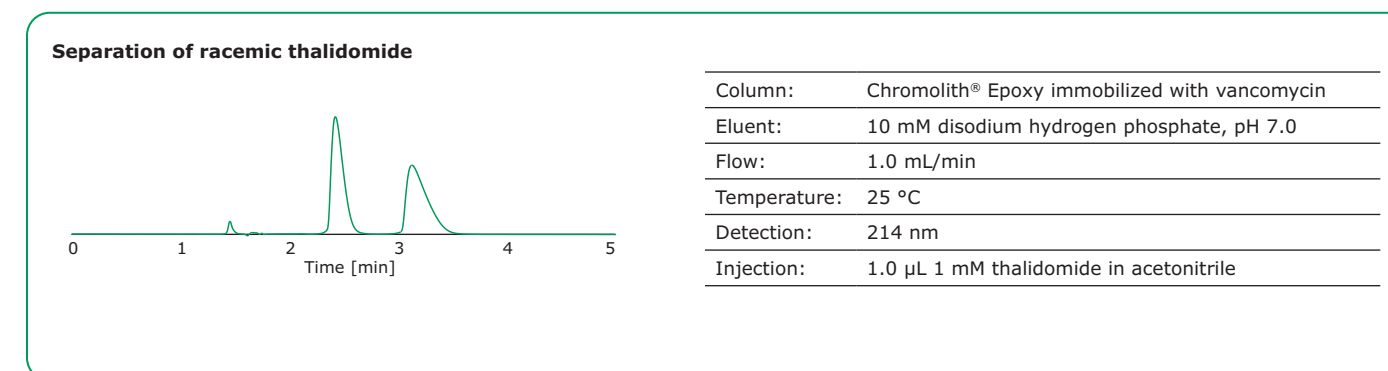 Separation of racemic thalidomide
0 1 2 3 4 5
Time [min]
Column: Chromolith® Epoxy immobilized with vancomycin
Eluent: 10 mM disodium hydrogen phosphate, pH 7.0
Flow: 1.0 mL/min
Temperature: 25 °C
Detection: 214 nm
Injection: 1.0 µL 1 mM thalidomide in acetonitrile